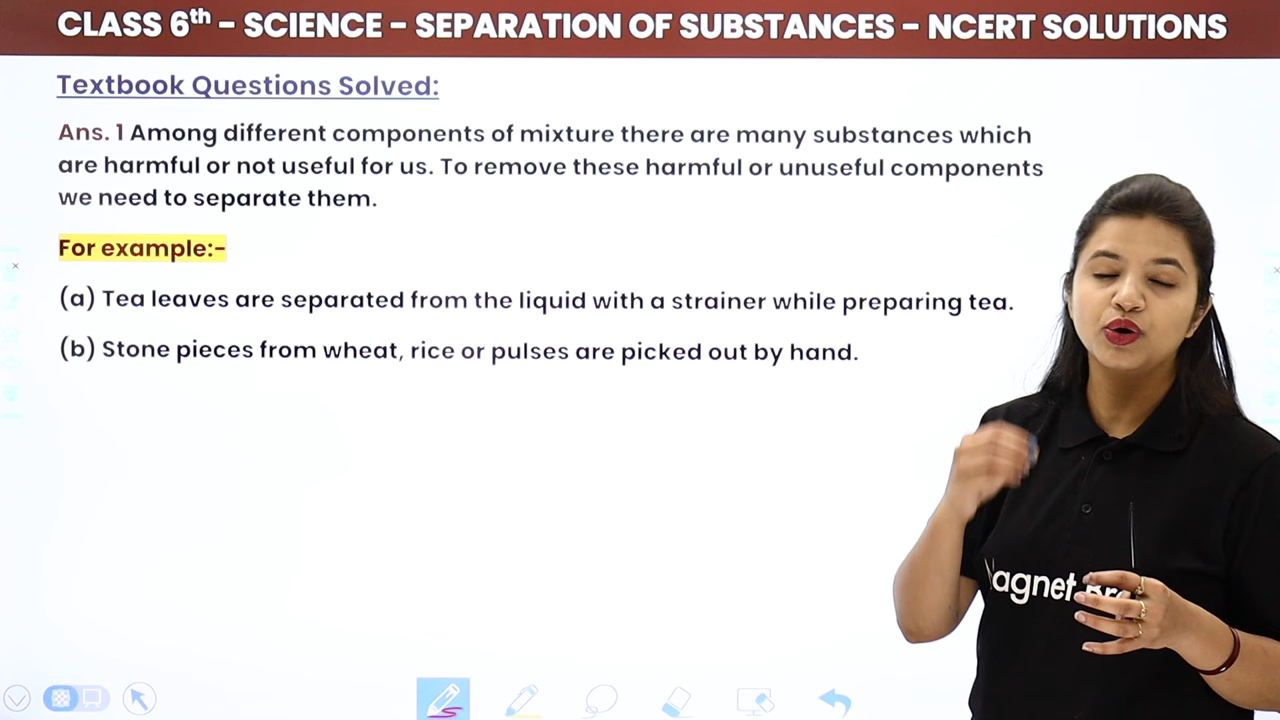 CLASS 6th – SCIENCE – SEPARATION OF SUBSTANCES – NCERT SOLUTIONS
Textbook Questions Solved:
Ans. 1 Among different components of mixture there are many substances which
are harmful or not useful for us. To remove these harmful or unuseful components
we need to separate them.
For example:-
(a) Tea leaves are separated from the liquid with a strainer while preparing tea.
(b) Stone pieces from wheat, rice or pulses are picked out by hand.